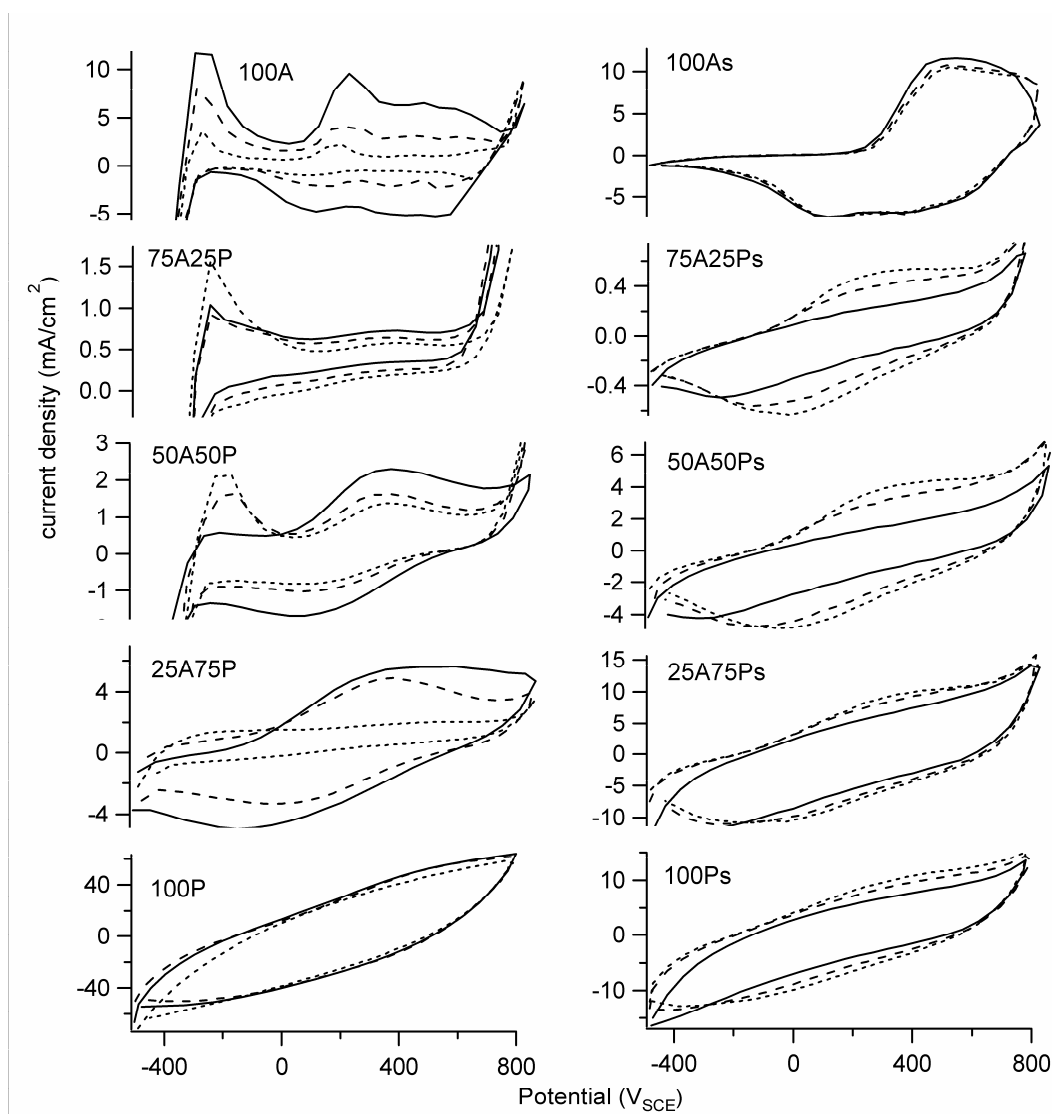 100A
10
5
0
-5
100As
10
5
0
-5
75A25P
1.5
1.0
0.5
0.0
75A25Ps
0.4
0.0
-0.4
50A50P
3
2
1
0
-1
50A50Ps
6
4
2
0
-2
-4
25A75P
4
0
-4
25A75Ps
15
10
5
0
-5
-10
100P
40
0
-40
100Ps
10
0
-10
-400 0 400 800
-400 0 400 800
current density (mA/cm2)
Potential (VSCE)